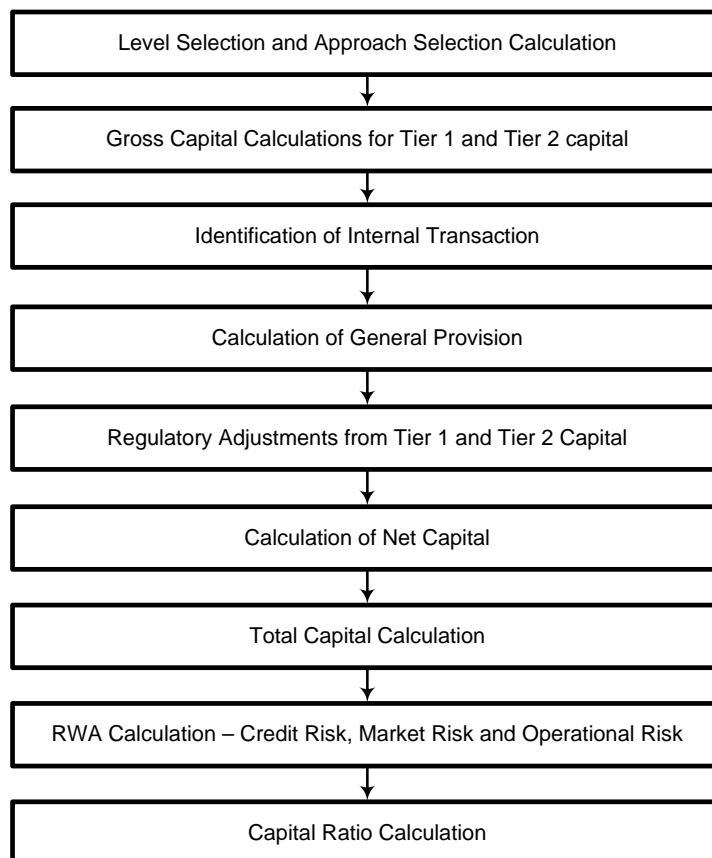 Level Selection and Approach Selection Calculation
Gross Capital Calculations for Tier 1 and Tier 2 capital
Identification of Internal Transaction
Calculation of General Provision
Regulatory Adjustments from Tier 1 and Tier 2 Capital
Calculation of Net Capital
Total Capital Calculation
RWA Calculation – Credit Risk, Market Risk and Operational Risk
Capital Ratio Calculation